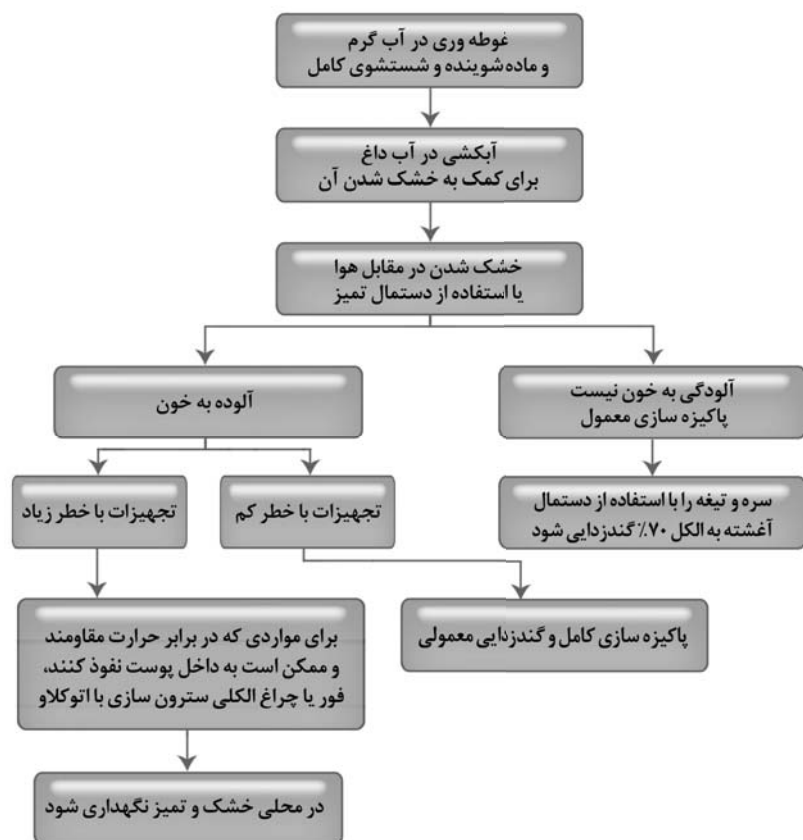 غوطه وری در آب گرم
و ماده‌شوینده و شستشوی کامل
آبکشی در آب داغ
برای کمک به خشک شدن آن
خشک شدن در مقابل هوا
یا استفاده از دستمال تمیز
آلودگی به خون نیست
پاکیزه سازی معمول
آلوده به خون
سره و تیغه را با استفاده از دستمال
آغشته به الکل ۷۰٪ گندزدایی شود
تجهیزات با خطر کم
تجهیزات با خطر زیاد
پاکیزه سازی کامل و گندزدایی معمولی
برای مواردی که در برابر حرارت مقاومند
و ممکن است به داخل پوست نفوذ کنند،
فور یا چراغ الکلی سترون سازی با اتوکلاو
در محلی خشک و تمیز نگهداری شود